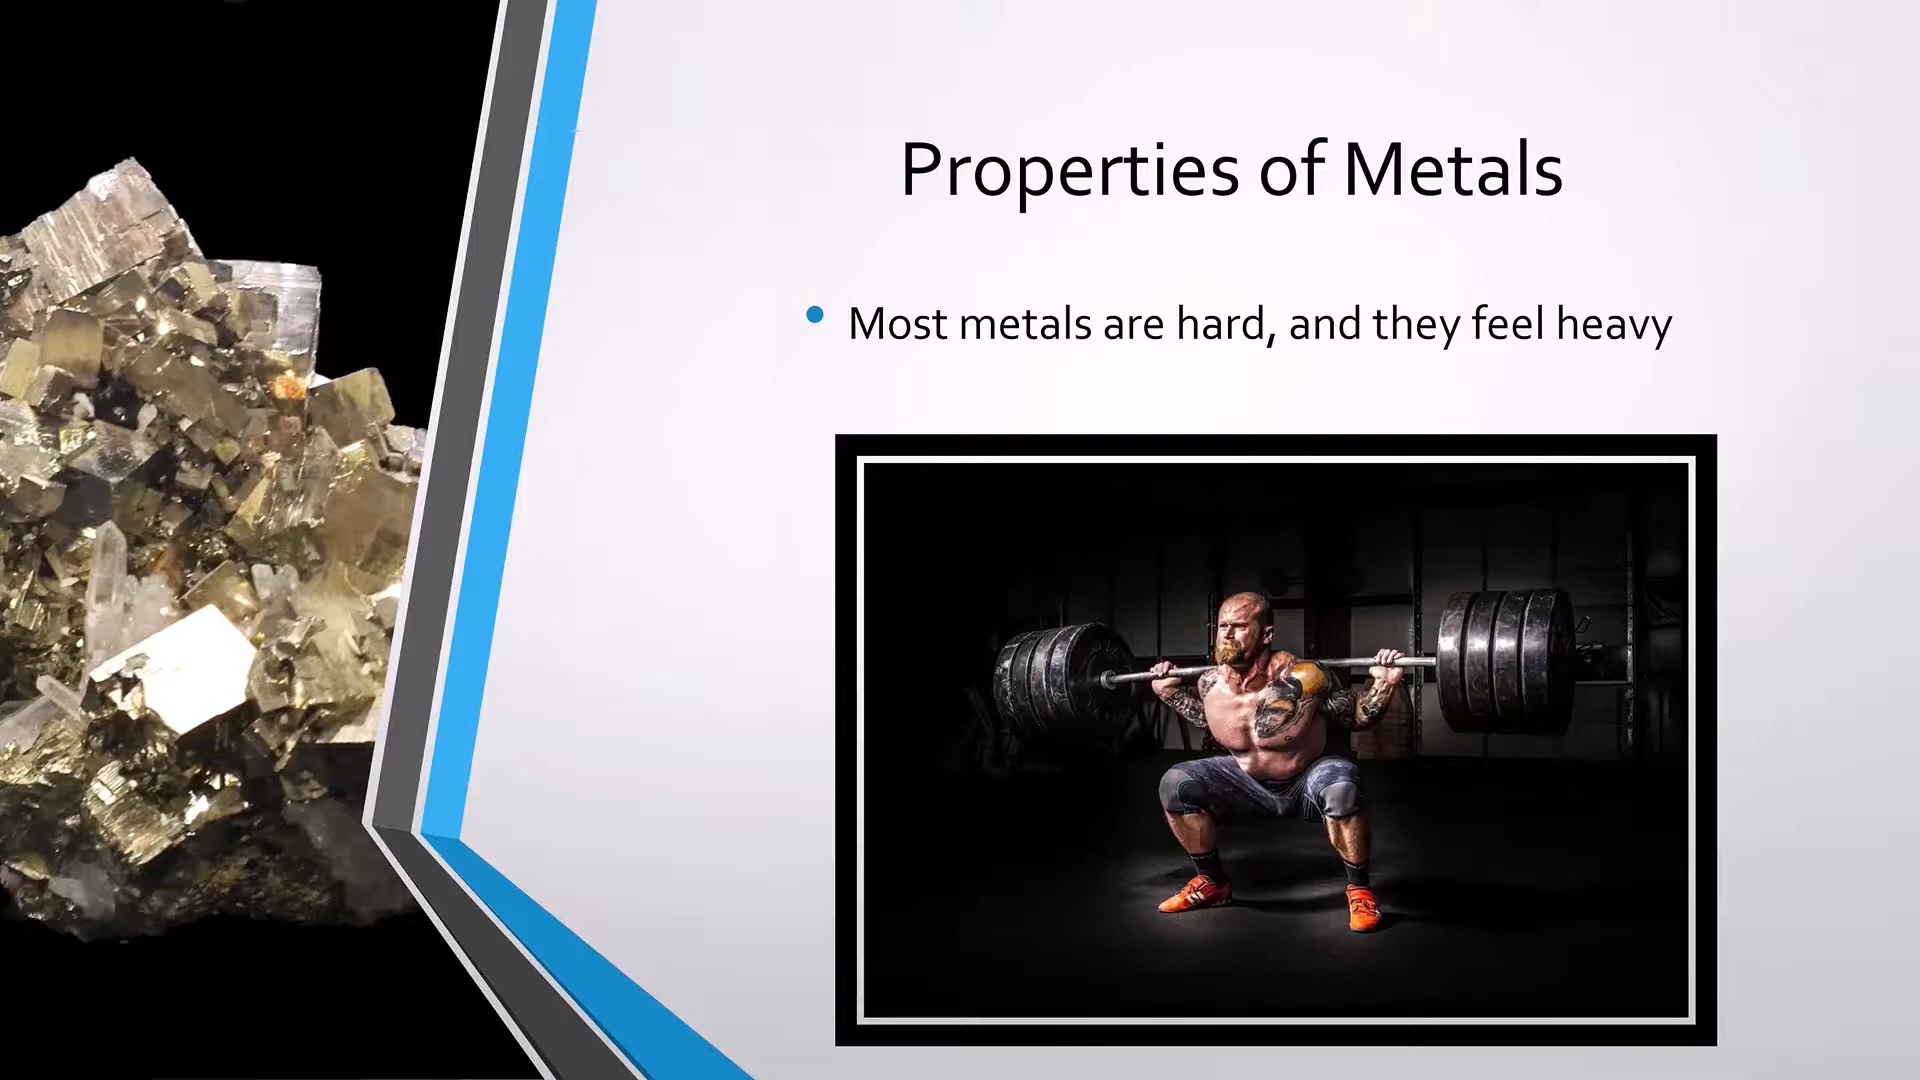 Properties of Metals
Most metals are hard, and they feel heavy